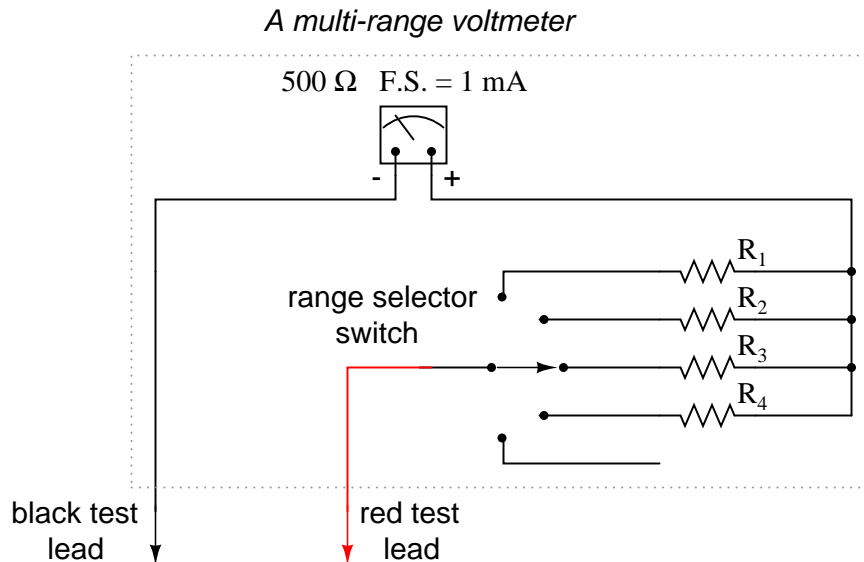 A multi-range voltmeter
500 Ω F.S. = 1 mA
- +
R1
range selector
switch
R2
R3
R4
black test
lead
red test
lead